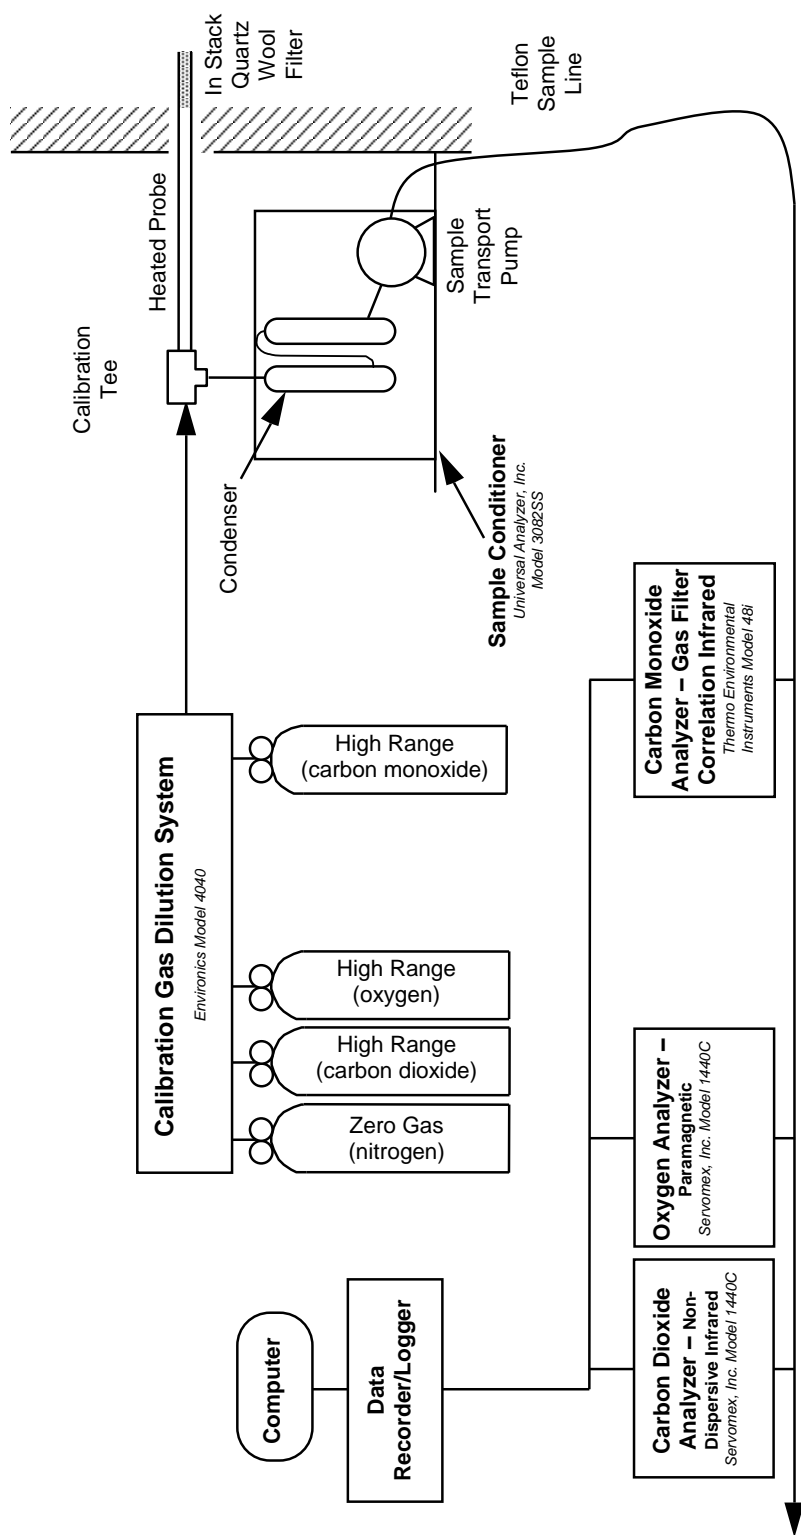 In Stack
Quartz
Wool
Filter
Teflon
Sample
Line
Heated Probe
Calibration
Tee
Sample
Transport
Pump
Condenser
Sample Conditioner
Universal Analyzer, Inc.
Model 3082SS
Calibration Gas Dilution System
Environics Model 4040
High Range
(carbon monoxide)
High Range
(oxygen)
High Range
(carbon dioxide)
Zero Gas
(nitrogen)
Carbon Monoxide
Analyzer – Gas Filter
Correlation Infrared
Thermo Environmental
Instruments Model 48i
Oxygen Analyzer –
Paramagnetic
Servomex, Inc. Model 1440C
Carbon Dioxide
Analyzer – Non-
Dispersive Infrared
Servomex, Inc. Model 1440C
Computer
Data
Recorder/Logger